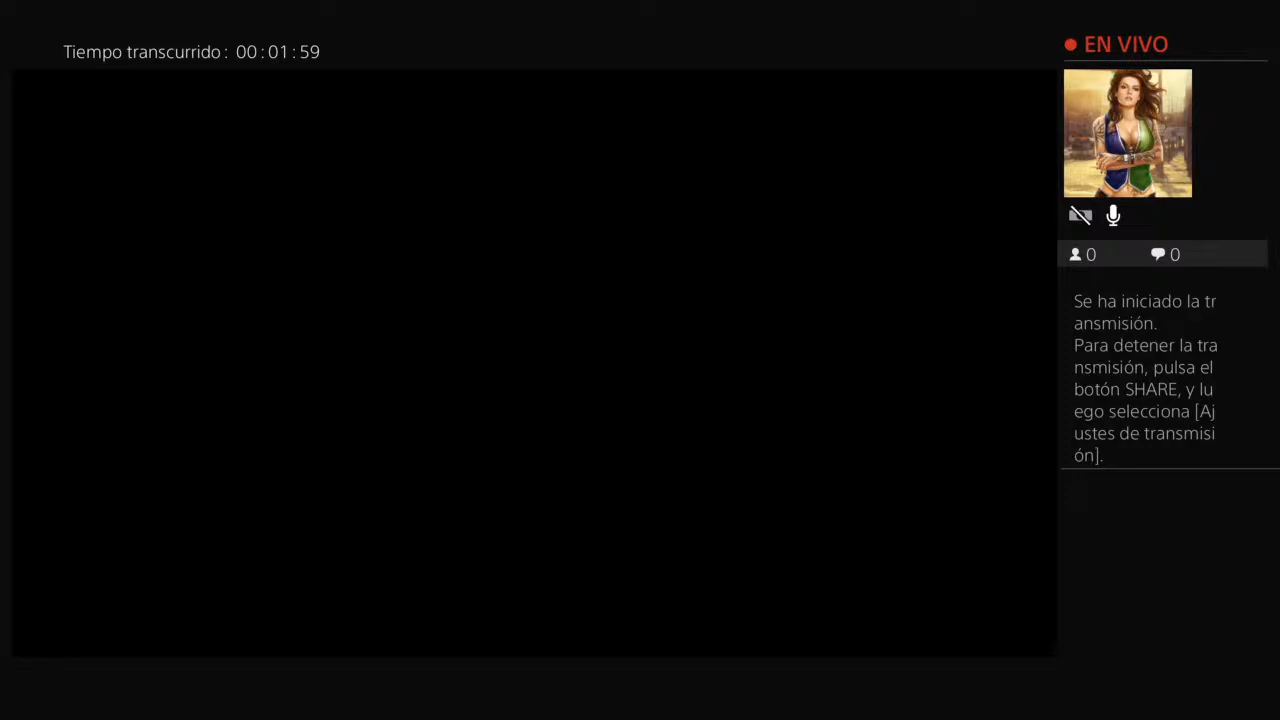 Tiempo transcurrido: 00:01:59
EN VIVO
0 0
Se ha iniciado la tr
ansmisión.
Para detener la tra
nsmisión, pulsa el
botón SHARE, y lu
ego selecciona [Aj
ustes de transmisi
ón].